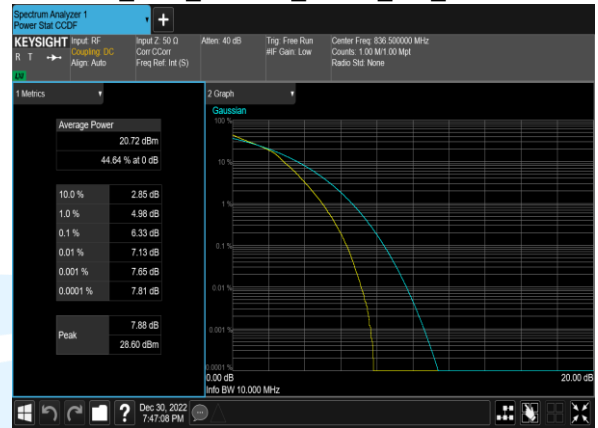 Spectrum Analyzer 1
Power Stat CCDF
KEYSIGHT
R T
LW
Input: RF
Coupling: DC
Align: Auto
Input Z: 50 Ω
Corr CCorr
Freq Ref: Int (S)
Atten: 40 dB
Trig: Free Run
#IF Gain: Low
Center Freq: 836.500000 MHz
Counts: 1.00 M/1.00 Mpt
Radio Std: None
1 Metrics
Average Power
20.72 dBm
44.64 % at 0 dB
10.0 % 2.85 dB
1.0 % 4.98 dB
0.1 % 6.33 dB
0.01 % 7.13 dB
0.001 % 7.65 dB
0.0001 % 7.81 dB
Peak
7.88 dB
28.60 dBm
2 Graph
Gaussian
100 %
10 %
1 %
0.1 %
0.01 %
0.001 %
0.0001 %
0.00 dB
20.00 dB
Info BW 10.000 MHz
?
Dec 30, 2022
7:47:08 PM